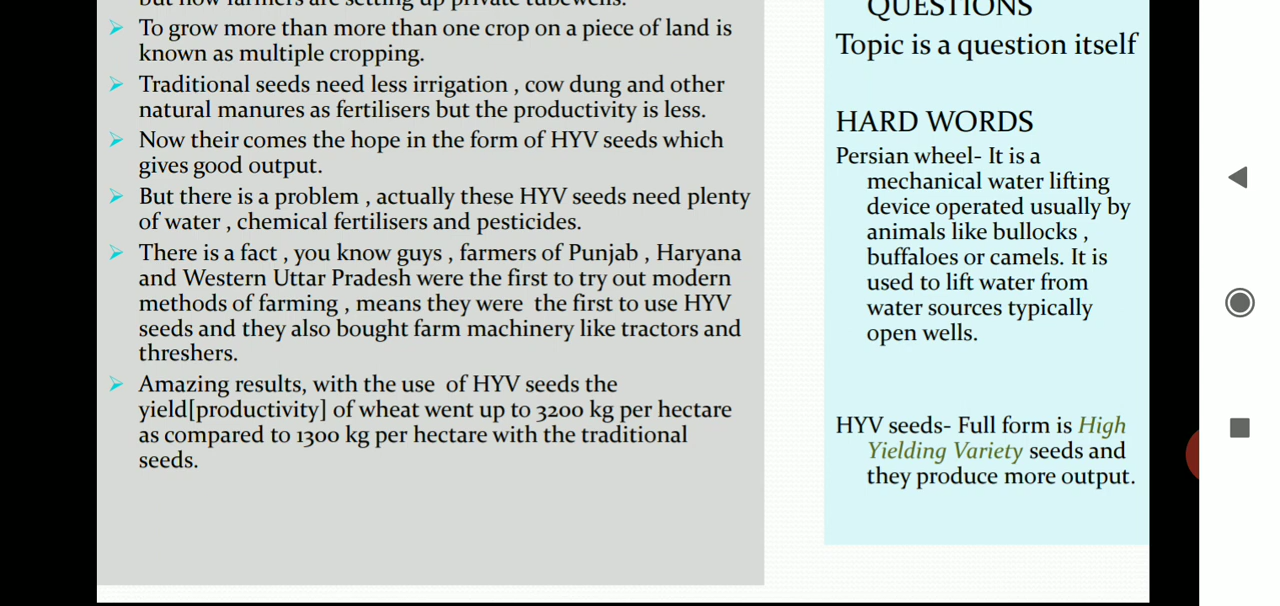 but now farmers are setting up private tubewells.
To grow more than more than one crop on a piece of land is
known as multiple cropping.
Traditional seeds need less irrigation , cow dung and other
natural manures as fertilisers but the productivity is less.
Now their comes the hope in the form of HYV seeds which
gives good output.
But there is a problem , actually these HYV seeds need plenty
of water , chemical fertilisers and pesticides.
There is a fact , you know guys , farmers of Punjab , Haryana
and Western Uttar Pradesh were the first to try out modern
methods of farming , means they were the first to use HYV
seeds and they also bought farm machinery like tractors and
threshers.
Amazing results, with the use of HYV seeds the
yield[productivity] of wheat went up to 3200 kg per hectare
as compared to 1300 kg per hectare with the traditional
seeds.
QUESTIONS
Topic is a question itself
HARD WORDS
Persian wheel- It is a
mechanical water lifting
device operated usually by
animals like bullocks ,
buffaloes or camels. It is
used to lift water from
water sources typically
open wells.
HYV seeds- Full form is High
Yielding Variety seeds and
they produce more output.